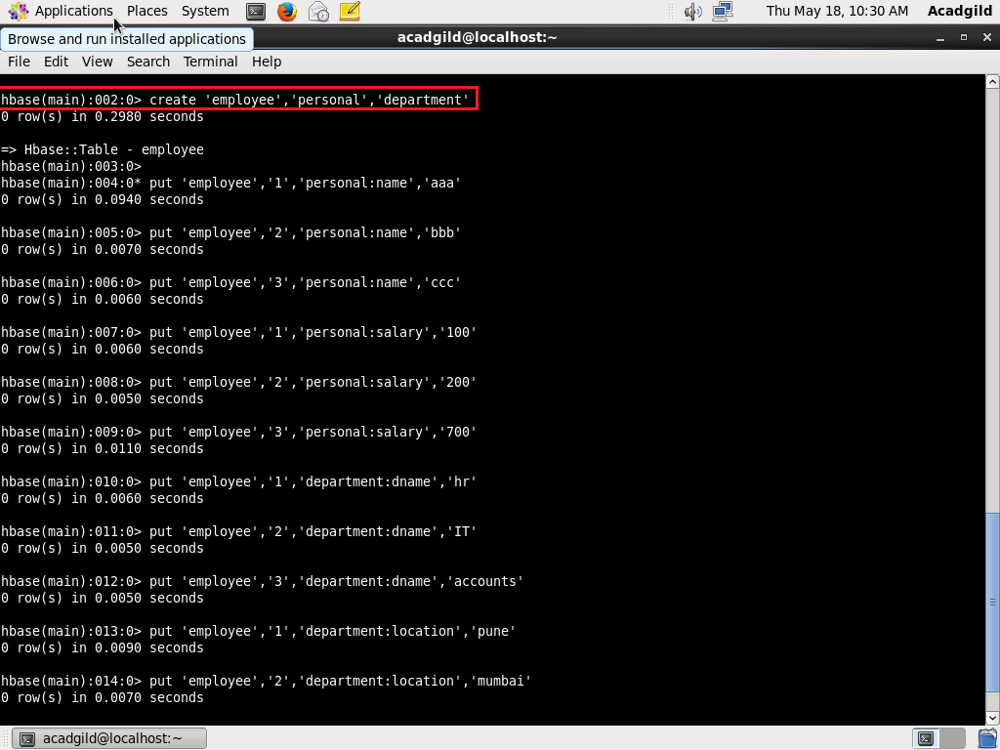 Applications Places System Thu May 18, 10:30 AM Acadgild
Browse and run installed applications
acadgild@localhost:~
File Edit View Search Terminal Help
hbase(main):002:0> create 'employee','personal','department'
0 row(s) in 0.2980 seconds
=> Hbase::Table - employee
hbase(main):003:0>
hbase(main):004:0* put 'employee','1','personal:name','aaa'
0 row(s) in 0.0940 seconds
hbase(main):005:0> put 'employee','2','personal:name','bbb'
0 row(s) in 0.0070 seconds
hbase(main):006:0> put 'employee','3','personal:name','ccc'
0 row(s) in 0.0060 seconds
hbase(main):007:0> put 'employee','1','personal:salary','100'
0 row(s) in 0.0060 seconds
hbase(main):008:0> put 'employee','2','personal:salary','200'
0 row(s) in 0.0050 seconds
hbase(main):009:0> put 'employee','3','personal:salary','700'
0 row(s) in 0.0110 seconds
hbase(main):010:0> put 'employee','1','department:dname','hr'
0 row(s) in 0.0060 seconds
hbase(main):011:0> put 'employee','2','department:dname','IT'
0 row(s) in 0.0050 seconds
hbase(main):012:0> put 'employee','3','department:dname','accounts'
0 row(s) in 0.0050 seconds
hbase(main):013:0> put 'employee','1','department:location','pune'
0 row(s) in 0.0090 seconds
hbase(main):014:0> put 'employee','2','department:location','mumbai'
0 row(s) in 0.0070 seconds
acadgild@localhost:~